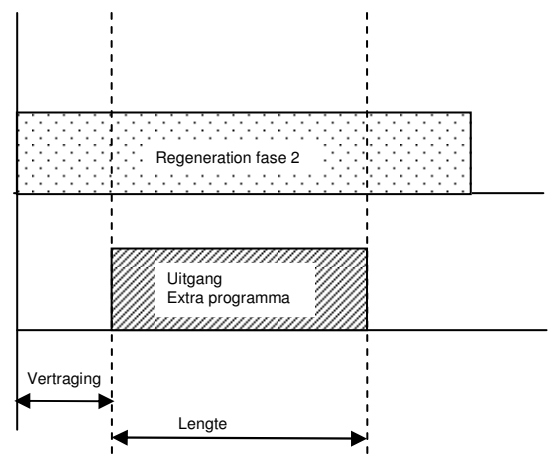 Regeneration fase 2
Uitgang
Extra programma
Vertraging
Lengte